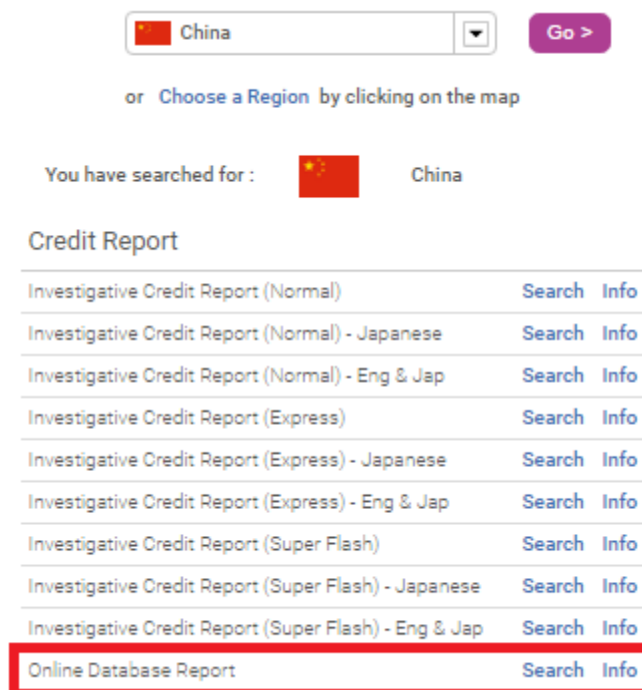 China Go >
or Choose a Region by clicking on the map
You have searched for : China
Credit Report
Investigative Credit Report (Normal) Search Info
Investigative Credit Report (Normal) - Japanese Search Info
Investigative Credit Report (Normal) - Eng & Jap Search Info
Investigative Credit Report (Express) Search Info
Investigative Credit Report (Express) - Japanese Search Info
Investigative Credit Report (Express) - Eng & Jap Search Info
Investigative Credit Report (Super Flash) Search Info
Investigative Credit Report (Super Flash) - Japanese Search Info
Investigative Credit Report (Super Flash) - Eng & Jap Search Info
Online Database Report Search Info